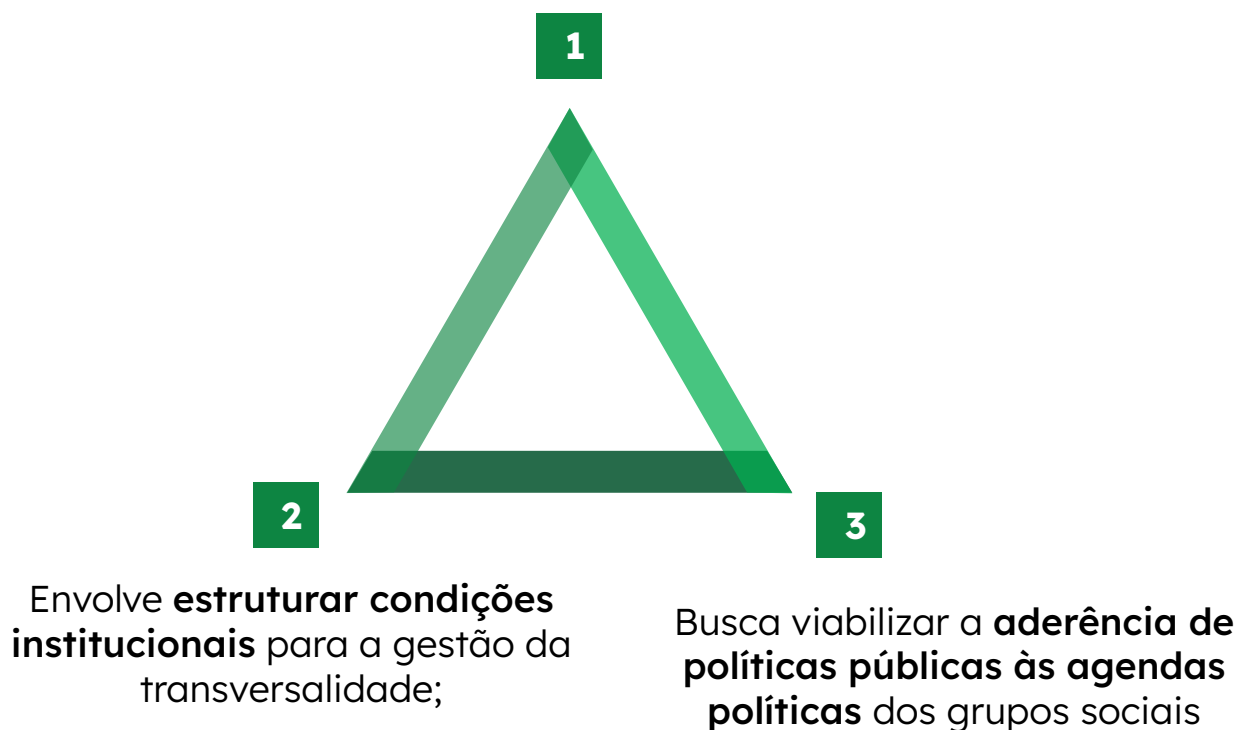 1
2
Envolve estruturar condições
institucionais para a gestão da
transversalidade;
3
Busca viabilizar a aderência de
políticas públicas às agendas
políticas dos grupos sociais